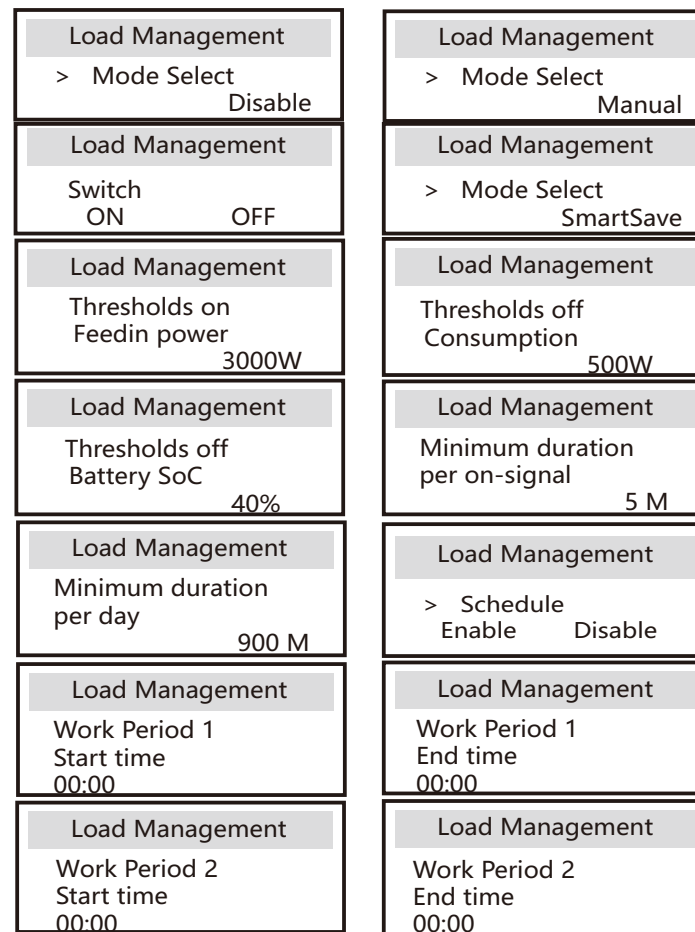 Load Management
> Mode Select
Disable
Load Management
> Mode Select
Manual
Load Management
Switch
ON OFF
Load Management
> Mode Select
SmartSave
Load Management
Thresholds on
Feedin power
3000W
Load Management
Thresholds off
Consumption
500W
Load Management
Thresholds off
Battery SoC
40%
Load Management
Minimum duration
per on-signal
5 M
Load Management
Minimum duration
per day
900 M
Load Management
> Schedule
Enable Disable
Load Management
Work Period 1
Start time
00:00
Load Management
Work Period 1
End time
00:00
Load Management
Work Period 2
Start time
00:00
Load Management
Work Period 2
End time
00:00